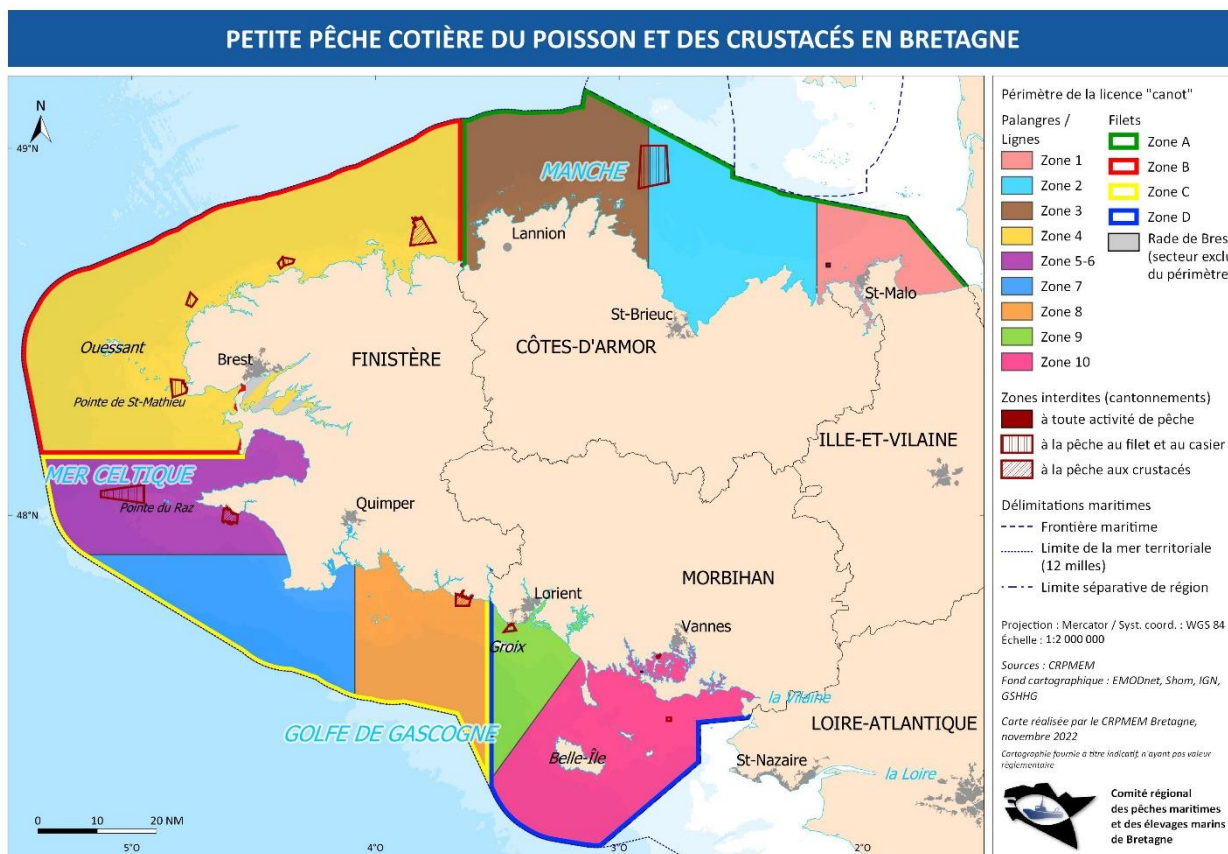 PETITE PÊCHE COTIÈRE DU POISSON ET DES CRUSTACÉS EN BRETAGNE
N
49°N
48°N
5°O
4°O
3°O
2°O
MANCHE
Lannion
St-Malo
St-Brieuc
CÔTES-D'ARMOR
FINISTÈRE
Ouessant
Brest
Pointe de St-Mathieu
ILLE-ET-VILAINE
MER CELTIQUE
Pointe du Raz
Quimper
MORBIHAN
Lorient
Vannes
Groix
la Vilaine
LOIRE-ATLANTIQUE
GOLFE DE GASCOGNE
Belle-Île
St-Nazaire
la Loire
0 10 20 NM
Périmètre de la licence "canot"
Palangres /
Lignes
Zone 1
Zone 2
Zone 3
Zone 4
Zone 5-6
Zone 7
Zone 8
Zone 9
Zone 10
Filets
Zone A
Zone B
Zone C
Zone D
Rade de Bres
(secteur exclu
du périmètre
Zones interdites (cantonnements)
à toute activité de pêche
à la pêche au filet et au casier
à la pêche aux crustacés
Délimitations maritimes
Frontière maritime
Limite de la mer territoriale
(12 milles)
Limite séparative de région
Projection : Mercator / Syst. coord. : WGS 84
Échelle : 1:2 000 000
Sources : CRPMEM
Fond cartographique : EMODnet, Shom, IGN,
GSHHG
Carte réalisée par le CRPMEM Bretagne,
novembre 2022
Cartographie fournie à titre indicatif, n'ayant pas valeur
règlementaire
Comité régional
des pêches maritimes
et des élevages marins
de Bretagne